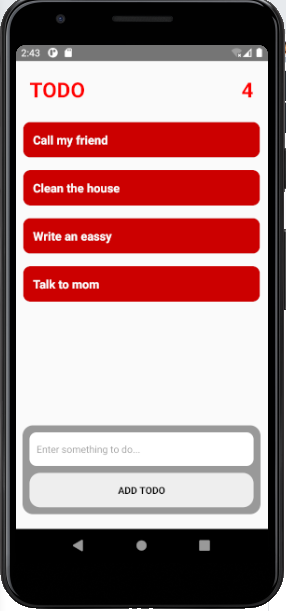 2:43
TODO 4
Call my friend
Clean the house
Write an eassy
Talk to mom
Enter something to do...
ADD TODO